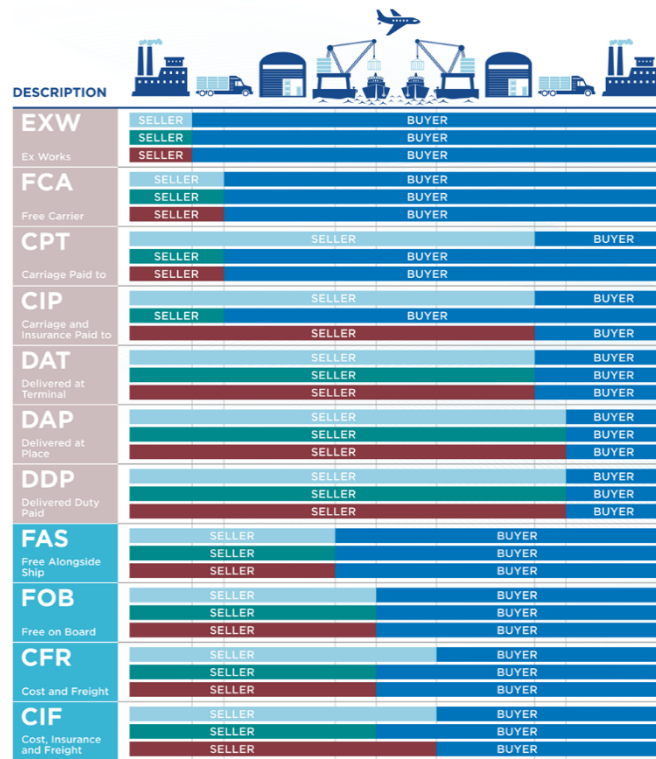 DESCRIPTION
EXW
Ex Works
SELLER BUYER
SELLER BUYER
SELLER BUYER
FCA
Free Carrier
SELLER BUYER
SELLER BUYER
SELLER BUYER
CPT
Carriage Paid to
SELLER BUYER
SELLER BUYER
SELLER BUYER
CIP
Carriage and
Insurance Paid to
SELLER BUYER
SELLER BUYER
SELLER BUYER
DAT
Delivered at
Terminal
SELLER BUYER
SELLER BUYER
SELLER BUYER
DAP
Delivered at
Place
SELLER BUYER
SELLER BUYER
SELLER BUYER
DDP
Delivered Duty
Paid
SELLER BUYER
SELLER BUYER
SELLER BUYER
FAS
Free Alongside
Ship
SELLER BUYER
SELLER BUYER
SELLER BUYER
FOB
Free on Board
SELLER BUYER
SELLER BUYER
SELLER BUYER
CFR
Cost and Freight
SELLER BUYER
SELLER BUYER
SELLER BUYER
CIF
Cost, Insurance
and Freight
SELLER BUYER
SELLER BUYER
SELLER BUYER